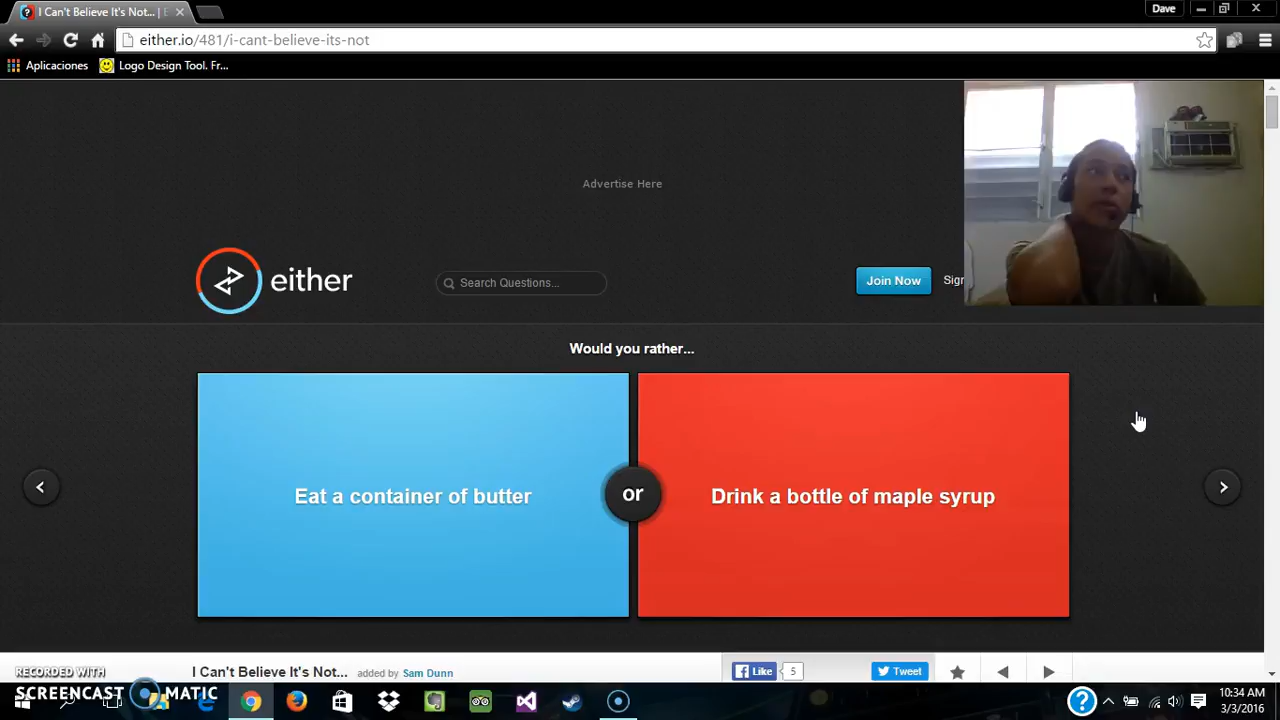 I Can't Believe It's Not... | E
Dave
either.io/481/i-cant-believe-its-not
Aplicaciones
Logo Design Tool. Fr...
Advertise Here
either
Search Questions...
Join Now
Sign
Would you rather...
Eat a container of butter
or
Drink a bottle of maple syrup
I Can't Believe It's Not...
added by Sam Dunn
Like
5
Tweet
RECORDED WITH
SCREENCAST MATIC
10:34 AM
3/3/2016